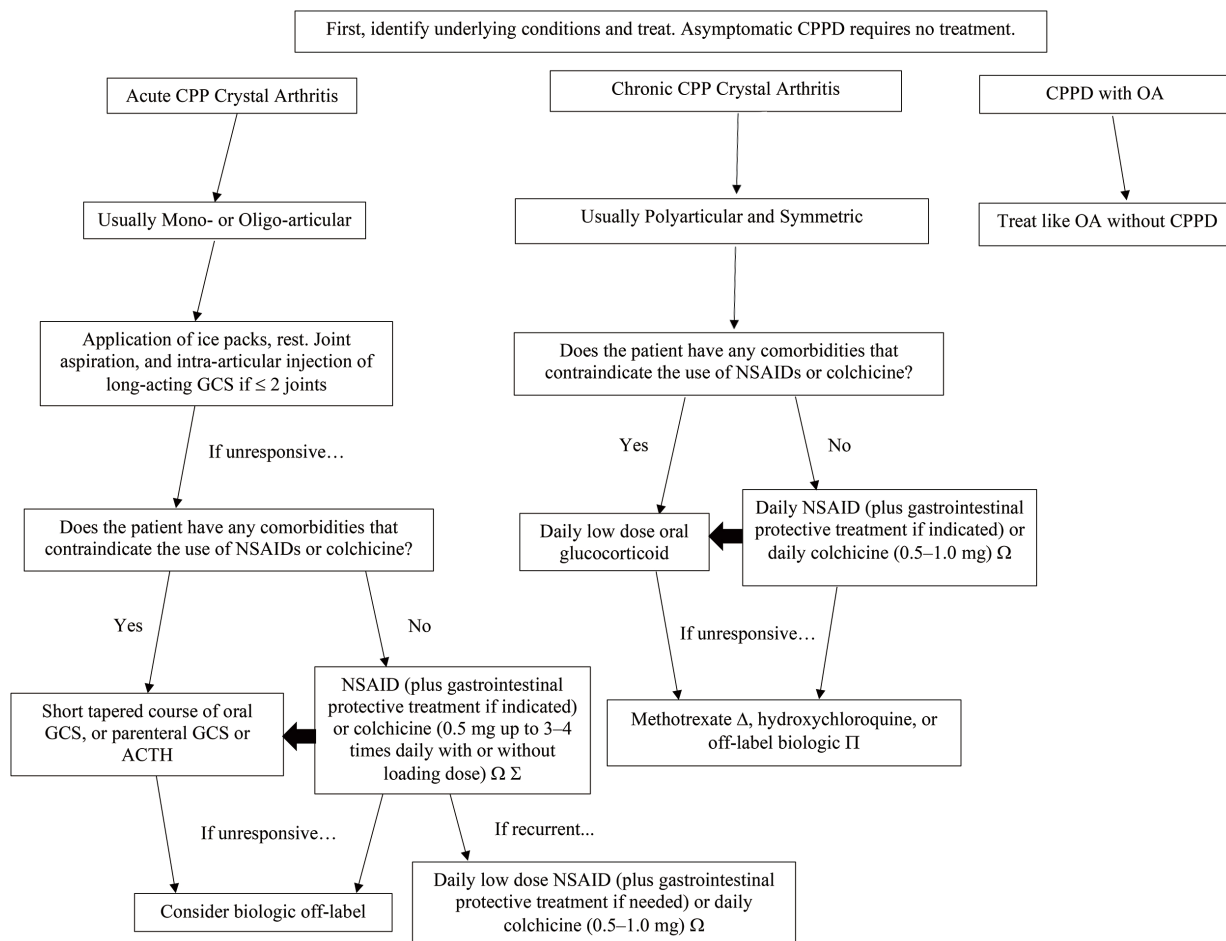 First, identify underlying conditions and treat. Asymptomatic CPPD requires no treatment.
Acute CPP Crystal Arthritis
Usually Mono- or Oligo-articular
Application of ice packs, rest. Joint
aspiration, and intra-articular injection of
long-acting GCS if ≤ 2 joints
If unresponsive…
Does the patient have any comorbidities that
contraindicate the use of NSAIDs or colchicine?
Yes
No
Short tapered course of oral
GCS, or parenteral GCS or
ACTH
NSAID (plus gastrointestinal
protective treatment if indicated)
or colchicine (0.5 mg up to 3–4
times daily with or without
loading dose) Ω Σ
If unresponsive…
If recurrent...
Consider biologic off-label
Daily low dose NSAID (plus gastrointestinal
protective treatment if needed) or daily
colchicine (0.5–1.0 mg) Ω
Chronic CPP Crystal Arthritis
Usually Polyarticular and Symmetric
Does the patient have any comorbidities that
contraindicate the use of NSAIDs or colchicine?
Yes
No
Daily low dose oral
glucocorticoid
Daily NSAID (plus gastrointestinal
protective treatment if indicated) or
daily colchicine (0.5–1.0 mg) Ω
If unresponsive…
Methotrexate Δ, hydroxychloroquine, or
off-label biologic Π
CPPD with OA
Treat like OA without CPPD